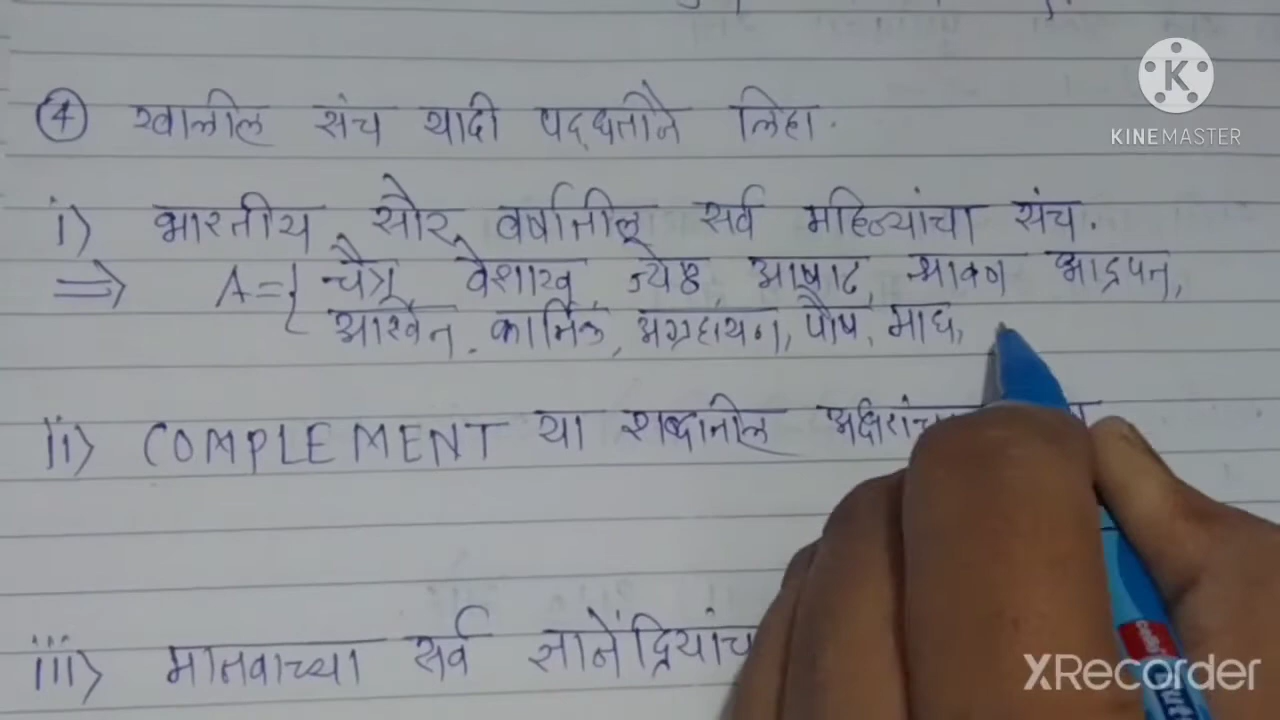 ④ खालील संच यादी पद्धतीने लिहा.
KINEMASTER
i) भारतीय सौर वर्षातील सर्व महिन्यांचा संच.
⇒ A = { चैत्र, वैशाख, ज्येष्ठ, आषाढ, श्रावण भाद्रपद,
आश्विन, कार्तिक, अग्रहायण, पौष, माघ,
ii) COMPLEMENT या शब्दातील
iii) मानवाच्या सर्व ज्ञानेंद्रियांच
XRecorder